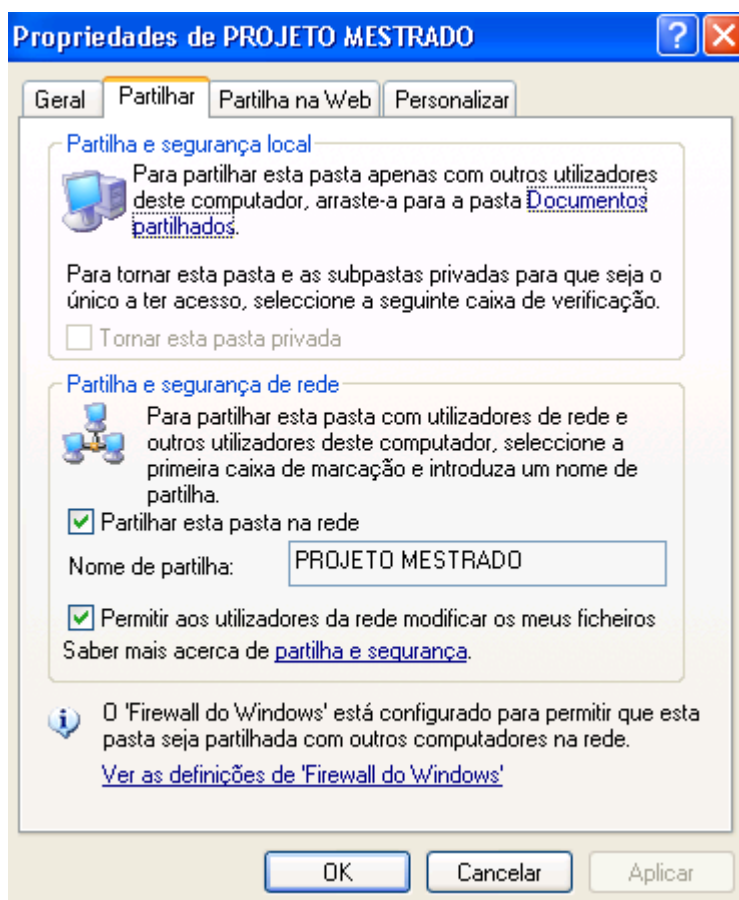 Propriedades de PROJETO MESTRADO
Geral
Partilhar
Partilha na Web
Personalizar
Partilha e segurança local
Para partilhar esta pasta apenas com outros utilizadores
deste computador, arraste-a para a pasta Documentos
partilhados.
Para tornar esta pasta e as subpastas privadas para que seja o
único a ter acesso, seleccione a seguinte caixa de verificação.
Tornar esta pasta privada
Partilha e segurança de rede
Para partilhar esta pasta com utilizadores de rede e
outros utilizadores deste computador, seleccione a
primeira caixa de marcação e introduza um nome de
partilha.
Partilhar esta pasta na rede
Nome de partilha: PROJETO MESTRADO
Permitir aos utilizadores da rede modificar os meus ficheiros
Saber mais acerca de partilha e segurança.
O 'Firewall do Windows' está configurado para permitir que esta
pasta seja partilhada com outros computadores na rede.
Ver as definições de 'Firewall do Windows'
OK
Cancelar
Aplicar